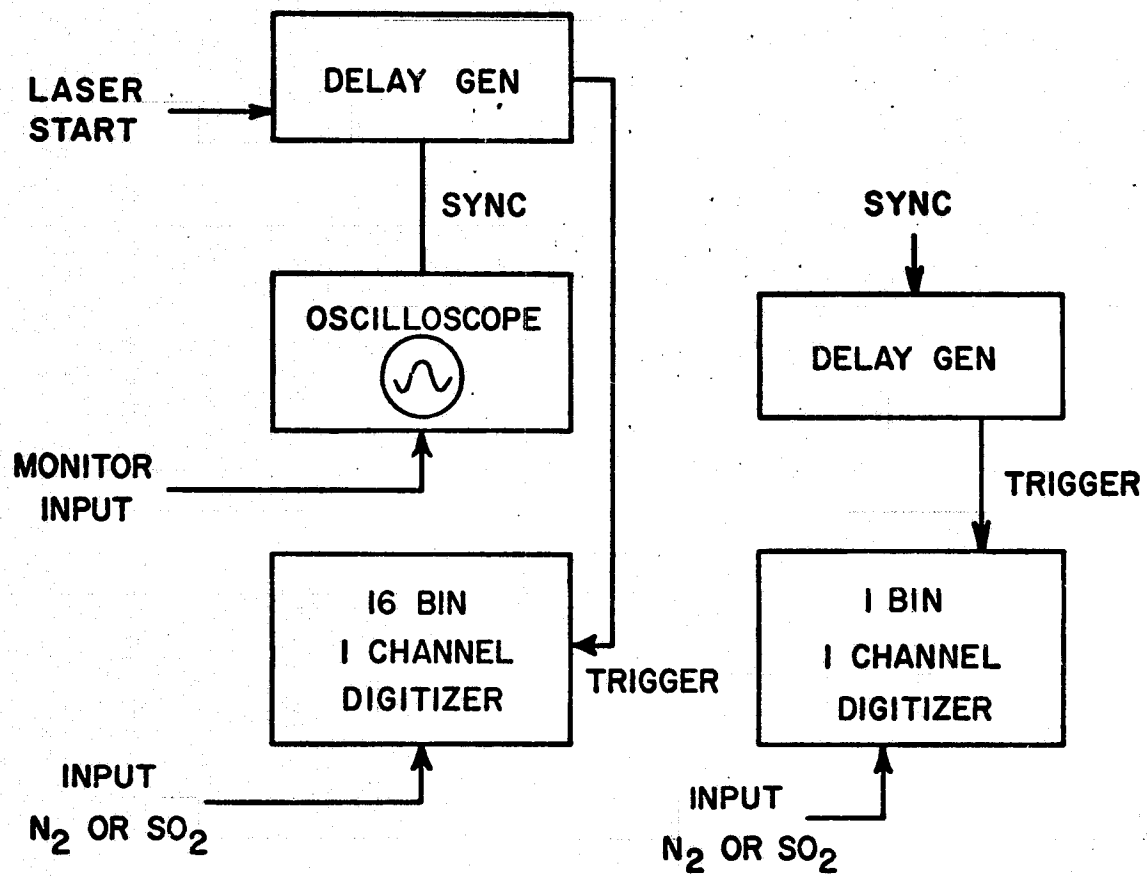 LASER
START
DELAY GEN
SYNC
OSCILLOSCOPE
MONITOR
INPUT
16 BIN
1 CHANNEL
DIGITIZER
TRIGGER
INPUT
N2 OR SO2
SYNC
DELAY GEN
TRIGGER
1 BIN
1 CHANNEL
DIGITIZER
INPUT
N2 OR SO2